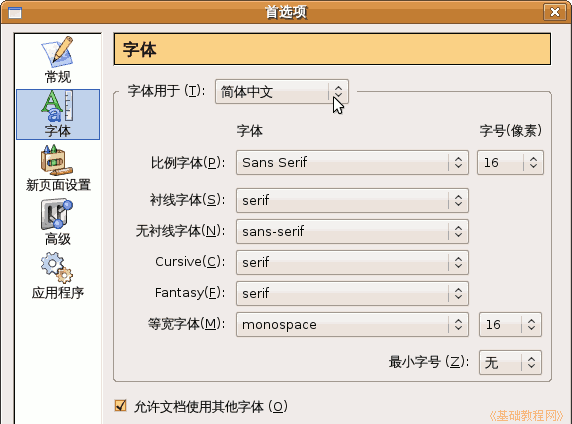 首选项
常规
字体
新页面设置
高级
应用程序
字体
字体用于 (T): 简体中文
字体 字号(像素)
比例字体(P): Sans Serif 16
衬线字体(S): serif
无衬线字体(N): sans-serif
Cursive(C): serif
Fantasy(F): serif
等宽字体(M): monospace 16
最小字号 (Z): 无
允许文档使用其他字体 (O)
《基础教程网》